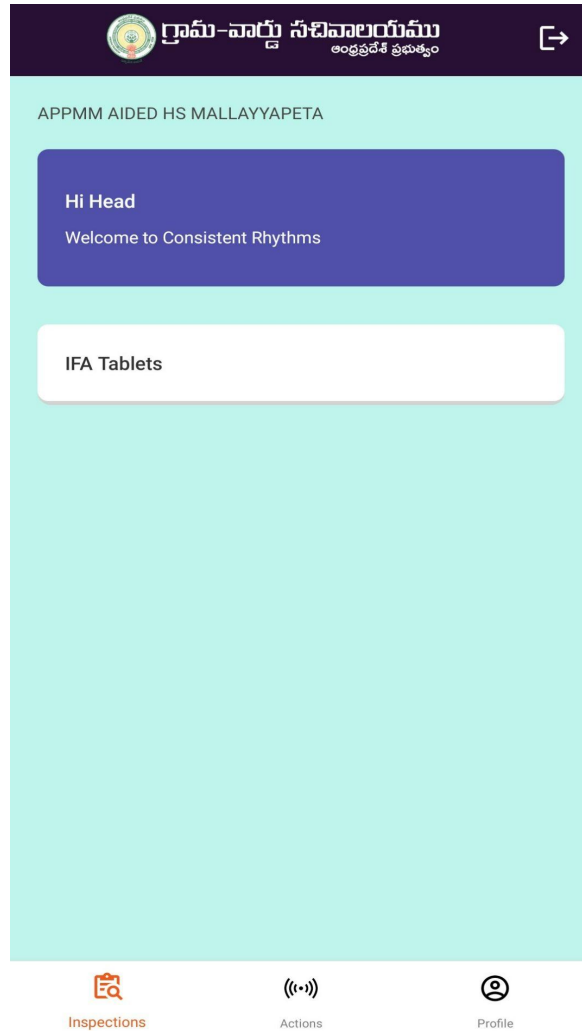 గ్రామ-వార్డు సచివాలయము
ఆంధ్రప్రదేశ్ ప్రభుత్వం
APPMM AIDED HS MALLAYYAPETA
Hi Head
Welcome to Consistent Rhythms
IFA Tablets
Inspections
Actions
Profile